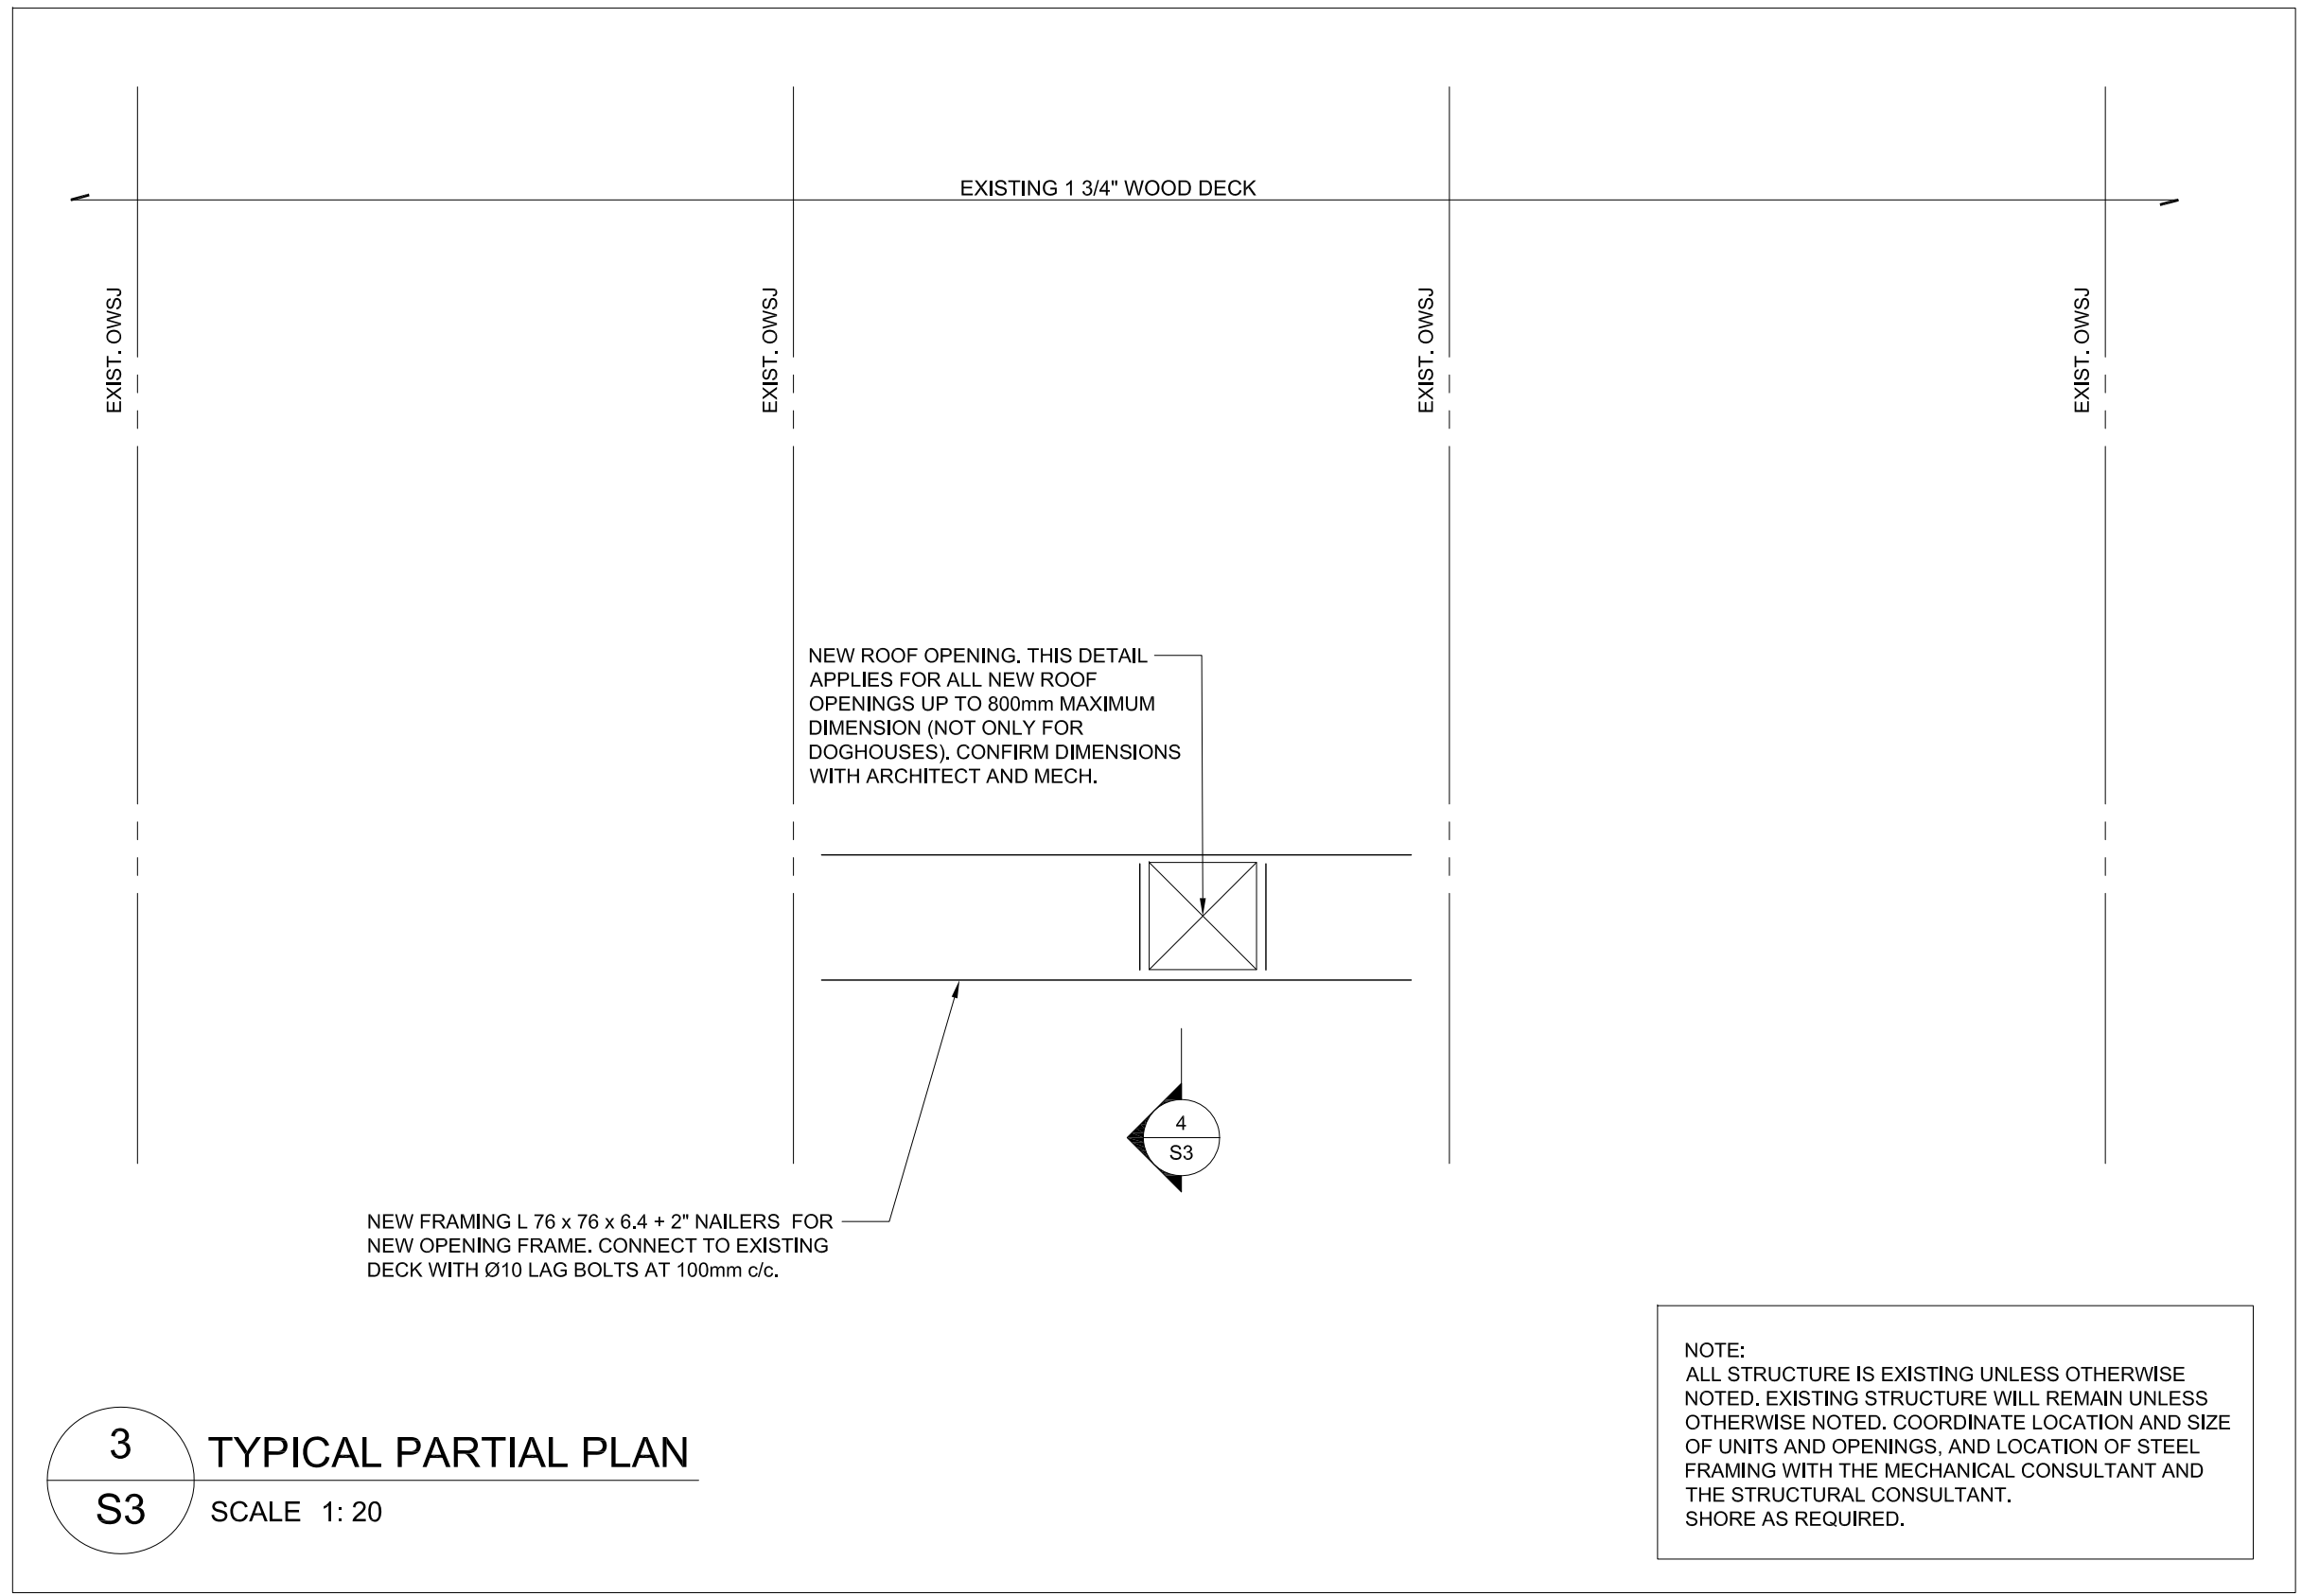 EXISTING 1 3/4" WOOD DECK
EXIST. OWSJ
EXIST. OWSJ
EXIST. OWSJ
EXIST. OWSJ
NEW ROOF OPENING. THIS DETAIL
APPLIES FOR ALL NEW ROOF
OPENINGS UP TO 800mm MAXIMUM
DIMENSION (NOT ONLY FOR
DOGHOUSES). CONFIRM DIMENSIONS
WITH ARCHITECT AND MECH.
4
S3
NEW FRAMING L 76 x 76 x 6.4 + 2" NAILERS FOR
NEW OPENING FRAME. CONNECT TO EXISTING
DECK WITH Ø10 LAG BOLTS AT 100mm c/c.
NOTE:
ALL STRUCTURE IS EXISTING UNLESS OTHERWISE
NOTED. EXISTING STRUCTURE WILL REMAIN UNLESS
OTHERWISE NOTED. COORDINATE LOCATION AND SIZE
OF UNITS AND OPENINGS, AND LOCATION OF STEEL
FRAMING WITH THE MECHANICAL CONSULTANT AND
THE STRUCTURAL CONSULTANT.
SHORE AS REQUIRED.
3
S3
TYPICAL PARTIAL PLAN
SCALE 1: 20